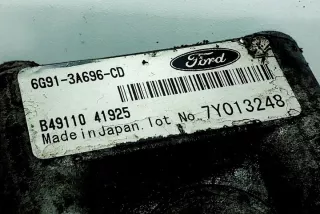 Ford
6G91-3A696-CD
B49110 41925
Made in Japan. lot No. 7Y013248